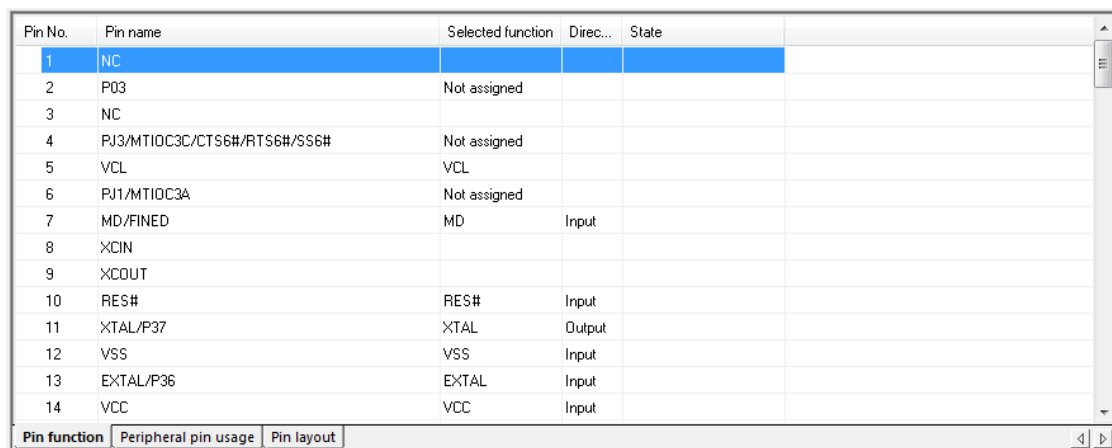 Pin No. Pin name Selected function Direc... State
1 NC
2 P03 Not assigned
3 NC
4 PJ3/MTIOC3C/CTS6#/RTS6#/SS6# Not assigned
5 VCL VCL
6 PJ1/MTIOC3A Not assigned
7 MD/FINED MD Input
8 XCIN
9 XCOUT
10 RES# RES# Input
11 XTAL/P37 XTAL Output
12 VSS VSS Input
13 EXTAL/P36 EXTAL Input
14 VCC VCC Input
Pin function Peripheral pin usage Pin layout